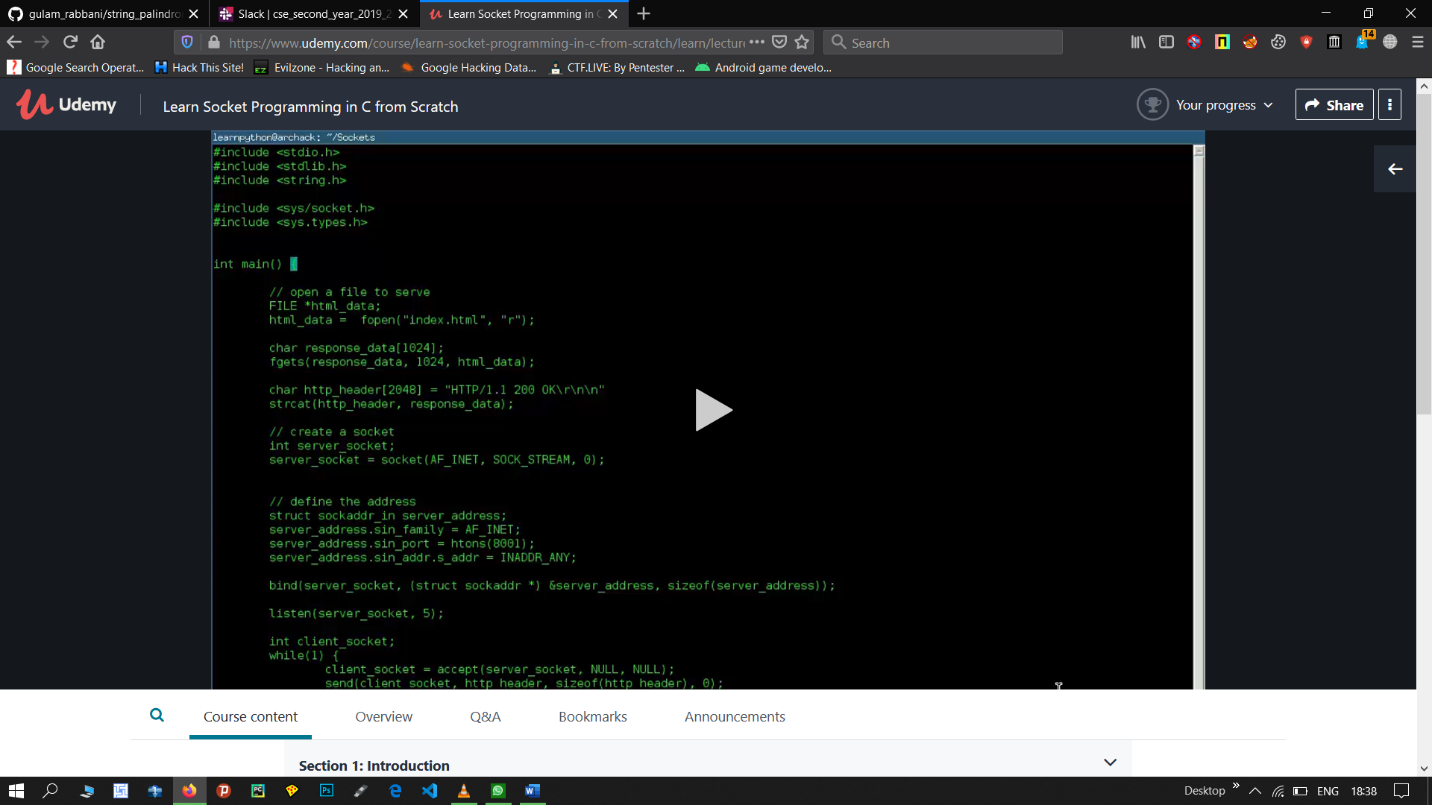 gulam_rabbani/string_palindro
Slack | cse_second_year_2019_2
Learn Socket Programming in C
https://www.udemy.com/course/learn-socket-programming-in-c-from-scratch/learn/lectur
Search
14
Google Search Operat...
Hack This Site!
Evilzone - Hacking an...
Google Hacking Data...
CTF.LIVE: By Pentester ...
Android game develo...
Udemy
Learn Socket Programming in C from Scratch
Your progress
Share
learnpython@archack: ~/Sockets
#include <stdio.h>
#include <stdlib.h>
#include <string.h>
#include <sys/socket.h>
#include <sys.types.h>
int main() {
// open a file to serve
FILE *html_data;
html_data =  fopen("index.html", "r");
char response_data[1024];
fgets(response_data, 1024, html_data);
char http_header[2048] = "HTTP/1.1 200 OK\r\n\n"
strcat(http_header, response_data);
// create a socket
int server_socket;
server_socket = socket(AF_INET, SOCK_STREAM, 0);
// define the address
struct sockaddr_in server_address;
server_address.sin_family = AF_INET;
server_address.sin_port = htons(8001);
server_address.sin_addr.s_addr = INADDR_ANY;
bind(server_socket, (struct sockaddr *) &server_address, sizeof(server_address));
listen(server_socket, 5);
int client_socket;
while(1) {
client_socket = accept(server_socket, NULL, NULL);
send(client_socket, http_header, sizeof(http_header), 0);
Course content
Overview
Q&A
Bookmarks
Announcements
Section 1: Introduction
Desktop
ENG
18:38